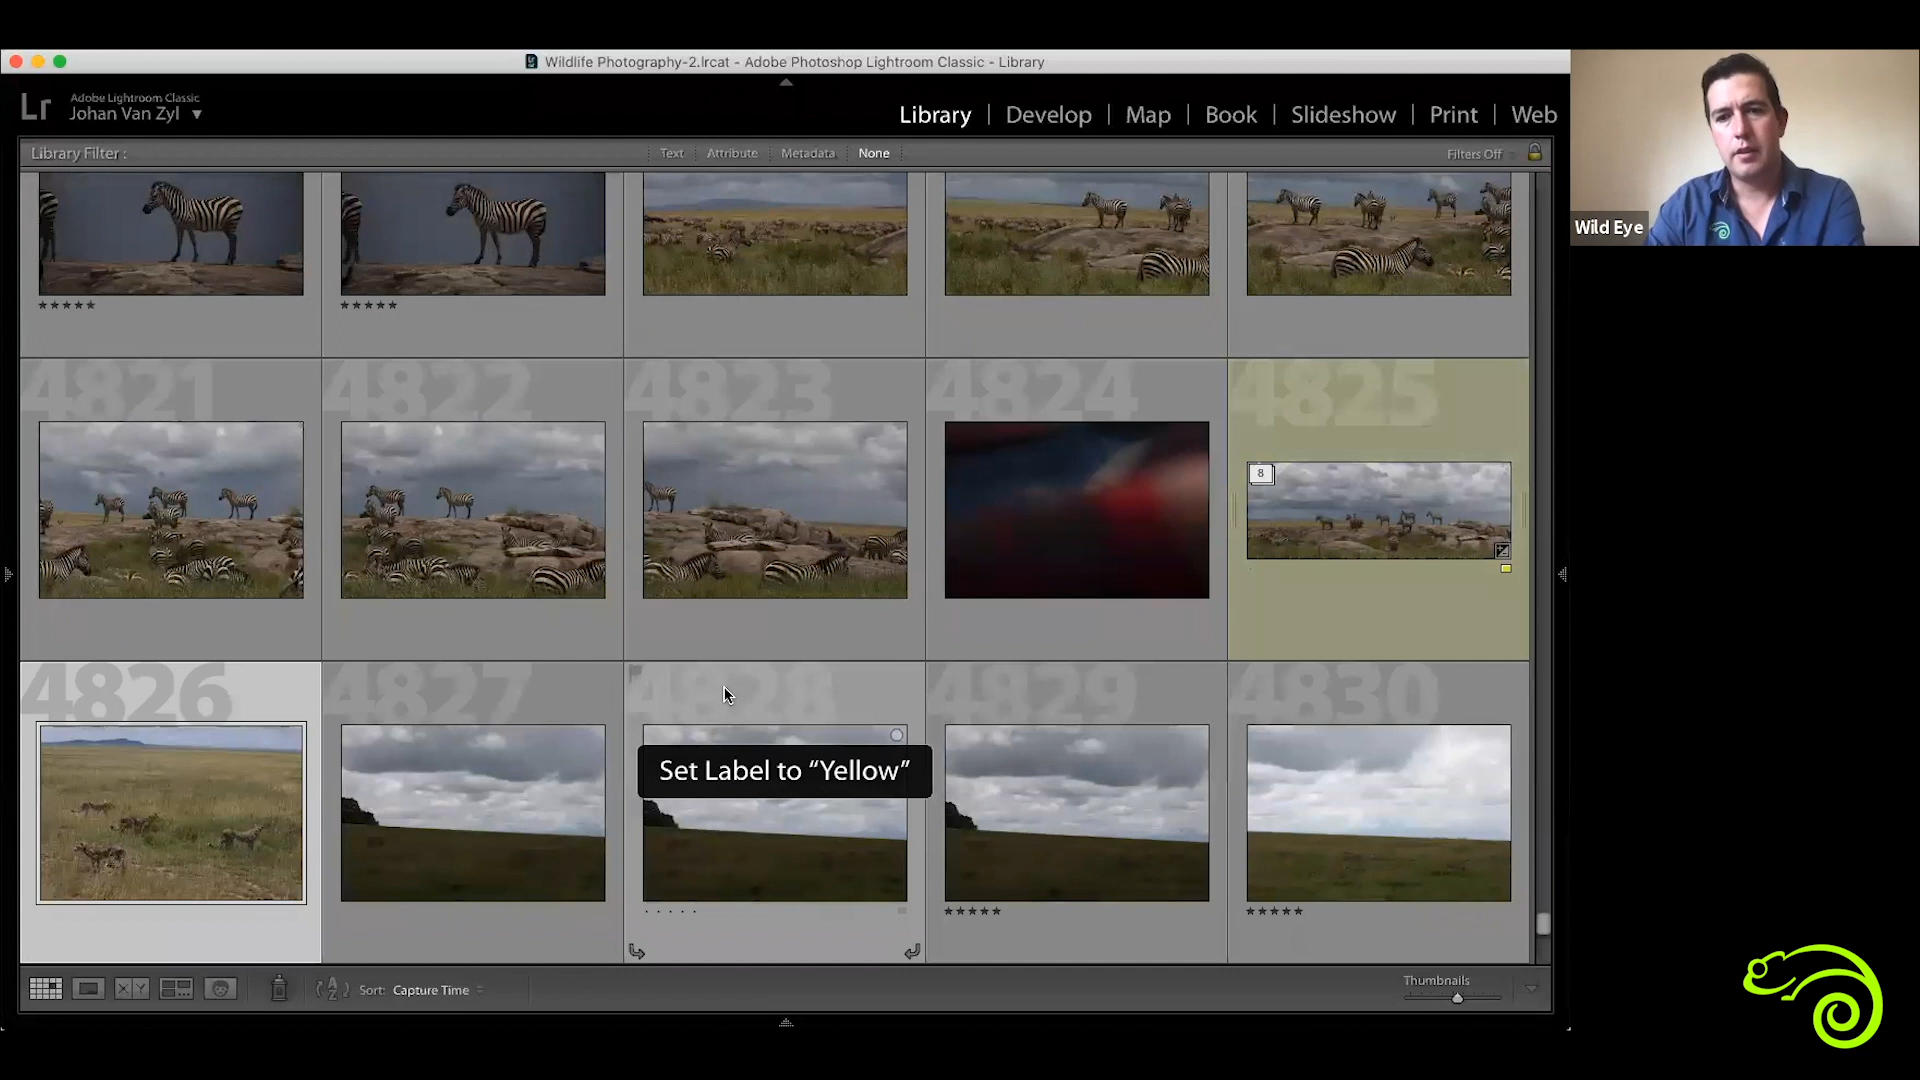 Wildlife Photography-2.lrcat - Adobe Photoshop Lightroom Classic - Library
Lr
Adobe Lightroom Classic
Johan Van Zyl
Library | Develop | Map | Book | Slideshow | Print | Web
Library Filter :
Text
Attribute
Metadata
None
Filters Off
Wild Eye
4821
4822
4823
4824
4825
8
4826
4827
4828
4829
4830
Set Label to “Yellow”
X Y
A Z
Sort: Capture Time
Thumbnails